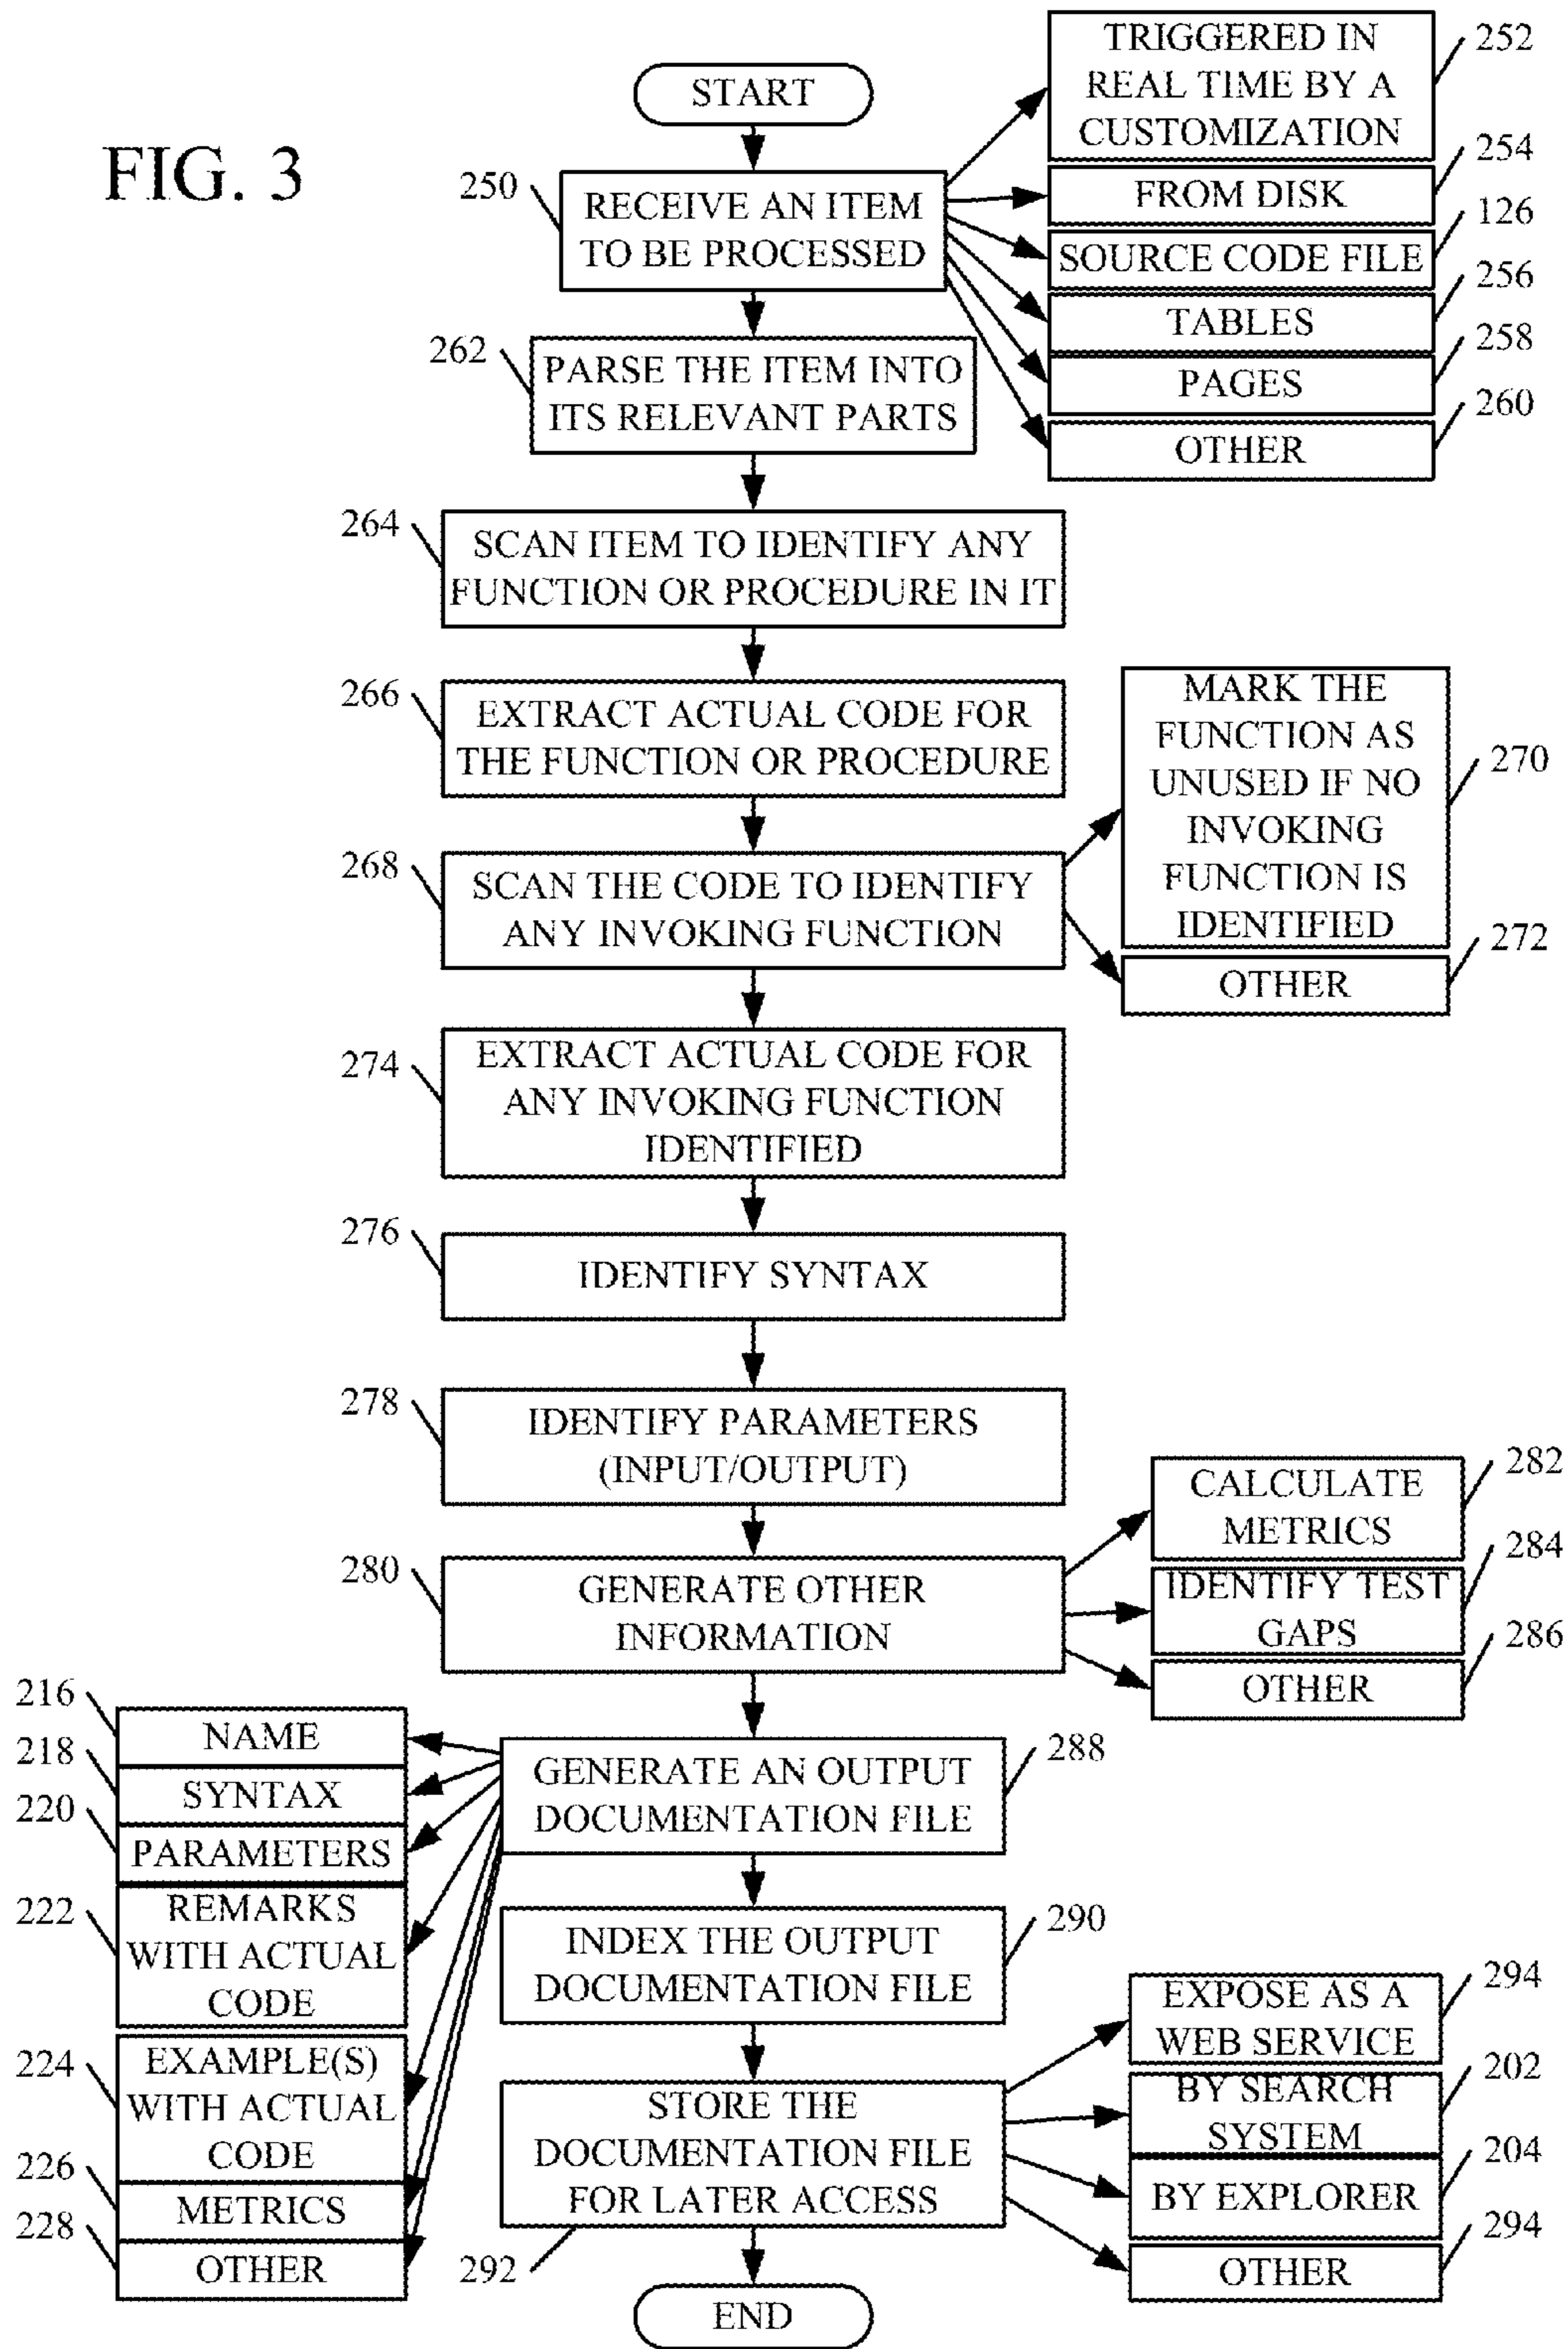 FIG. 3
START
250
RECEIVE AN ITEM
TO BE PROCESSED
TRIGGERED IN
REAL TIME BY A
CUSTOMIZATION
252
FROM DISK
254
SOURCE CODE FILE
126
TABLES
256
PAGES
258
OTHER
260
262
PARSE THE ITEM INTO
ITS RELEVANT PARTS
264
SCAN ITEM TO IDENTIFY ANY
FUNCTION OR PROCEDURE IN IT
266
EXTRACT ACTUAL CODE FOR
THE FUNCTION OR PROCEDURE
268
SCAN THE CODE TO IDENTIFY
ANY INVOKING FUNCTION
MARK THE
FUNCTION AS
UNUSED IF NO
INVOKING
FUNCTION IS
IDENTIFIED
270
OTHER
272
274
EXTRACT ACTUAL CODE FOR
ANY INVOKING FUNCTION
IDENTIFIED
276
IDENTIFY SYNTAX
278
IDENTIFY PARAMETERS
(INPUT/OUTPUT)
280
GENERATE OTHER
INFORMATION
CALCULATE
METRICS
282
IDENTIFY TEST
GAPS
284
OTHER
286
GENERATE AN OUTPUT
DOCUMENTATION FILE
288
216
NAME
218
SYNTAX
220
PARAMETERS
222
REMARKS
WITH ACTUAL
CODE
224
EXAMPLE(S)
WITH ACTUAL
CODE
226
METRICS
228
OTHER
INDEX THE OUTPUT
DOCUMENTATION FILE
290
STORE THE
DOCUMENTATION FILE
FOR LATER ACCESS
292
EXPOSE AS A
WEB SERVICE
294
BY SEARCH
SYSTEM
202
BY EXPLORER
204
OTHER
294
END